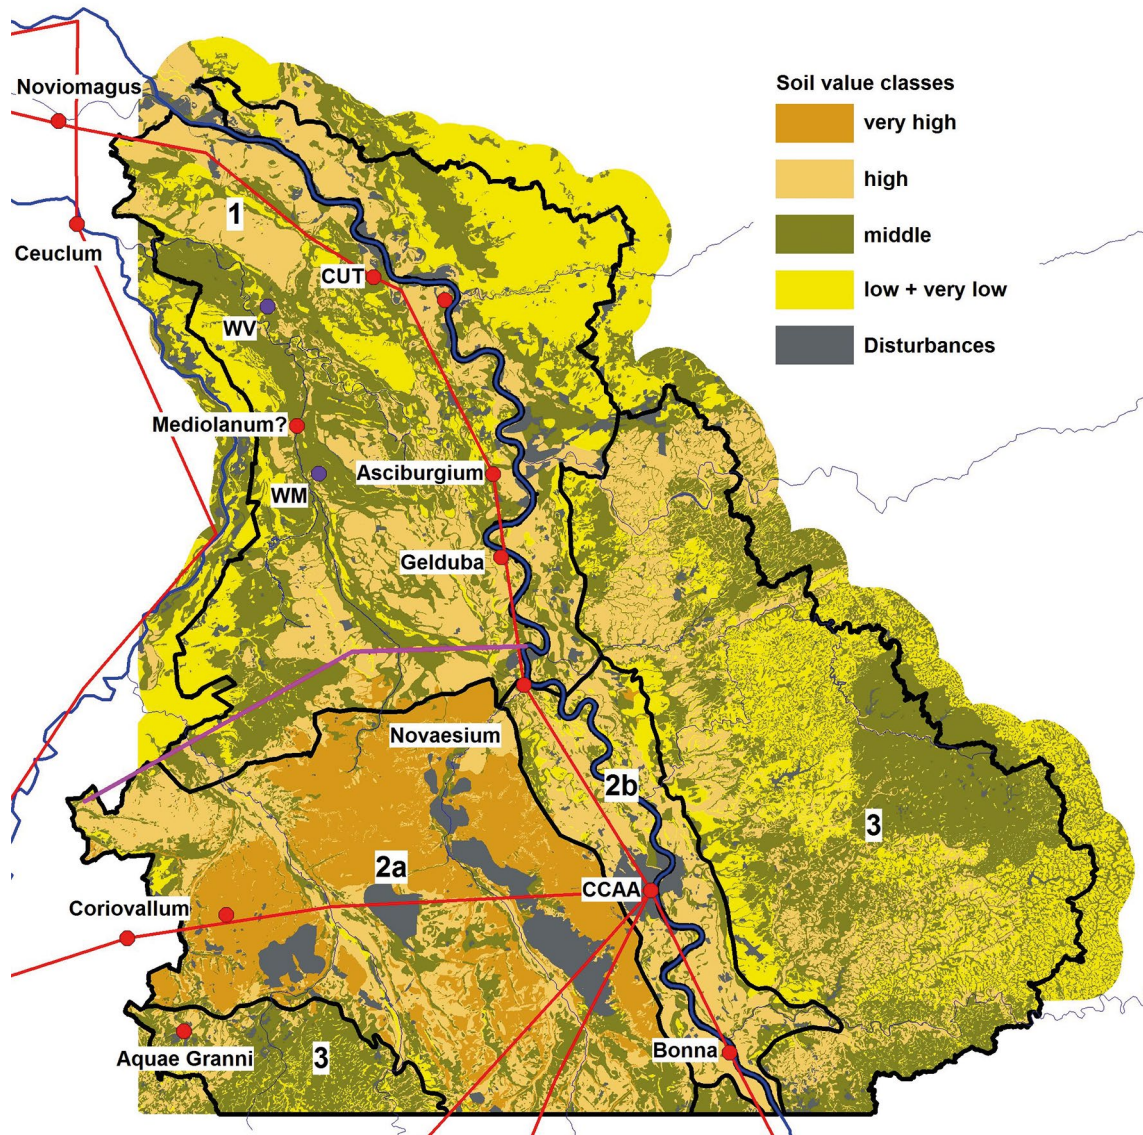 Soil value classes
very high
high
middle
low + very low
Disturbances
Noviomagus
1
Ceuclum
CUT
WV
Mediolanum?
Asciburgium
WM
Gelduba
Novaesium
2b
3
2a
CCAA
Coriovallum
Bonna
Aquae Granni
3